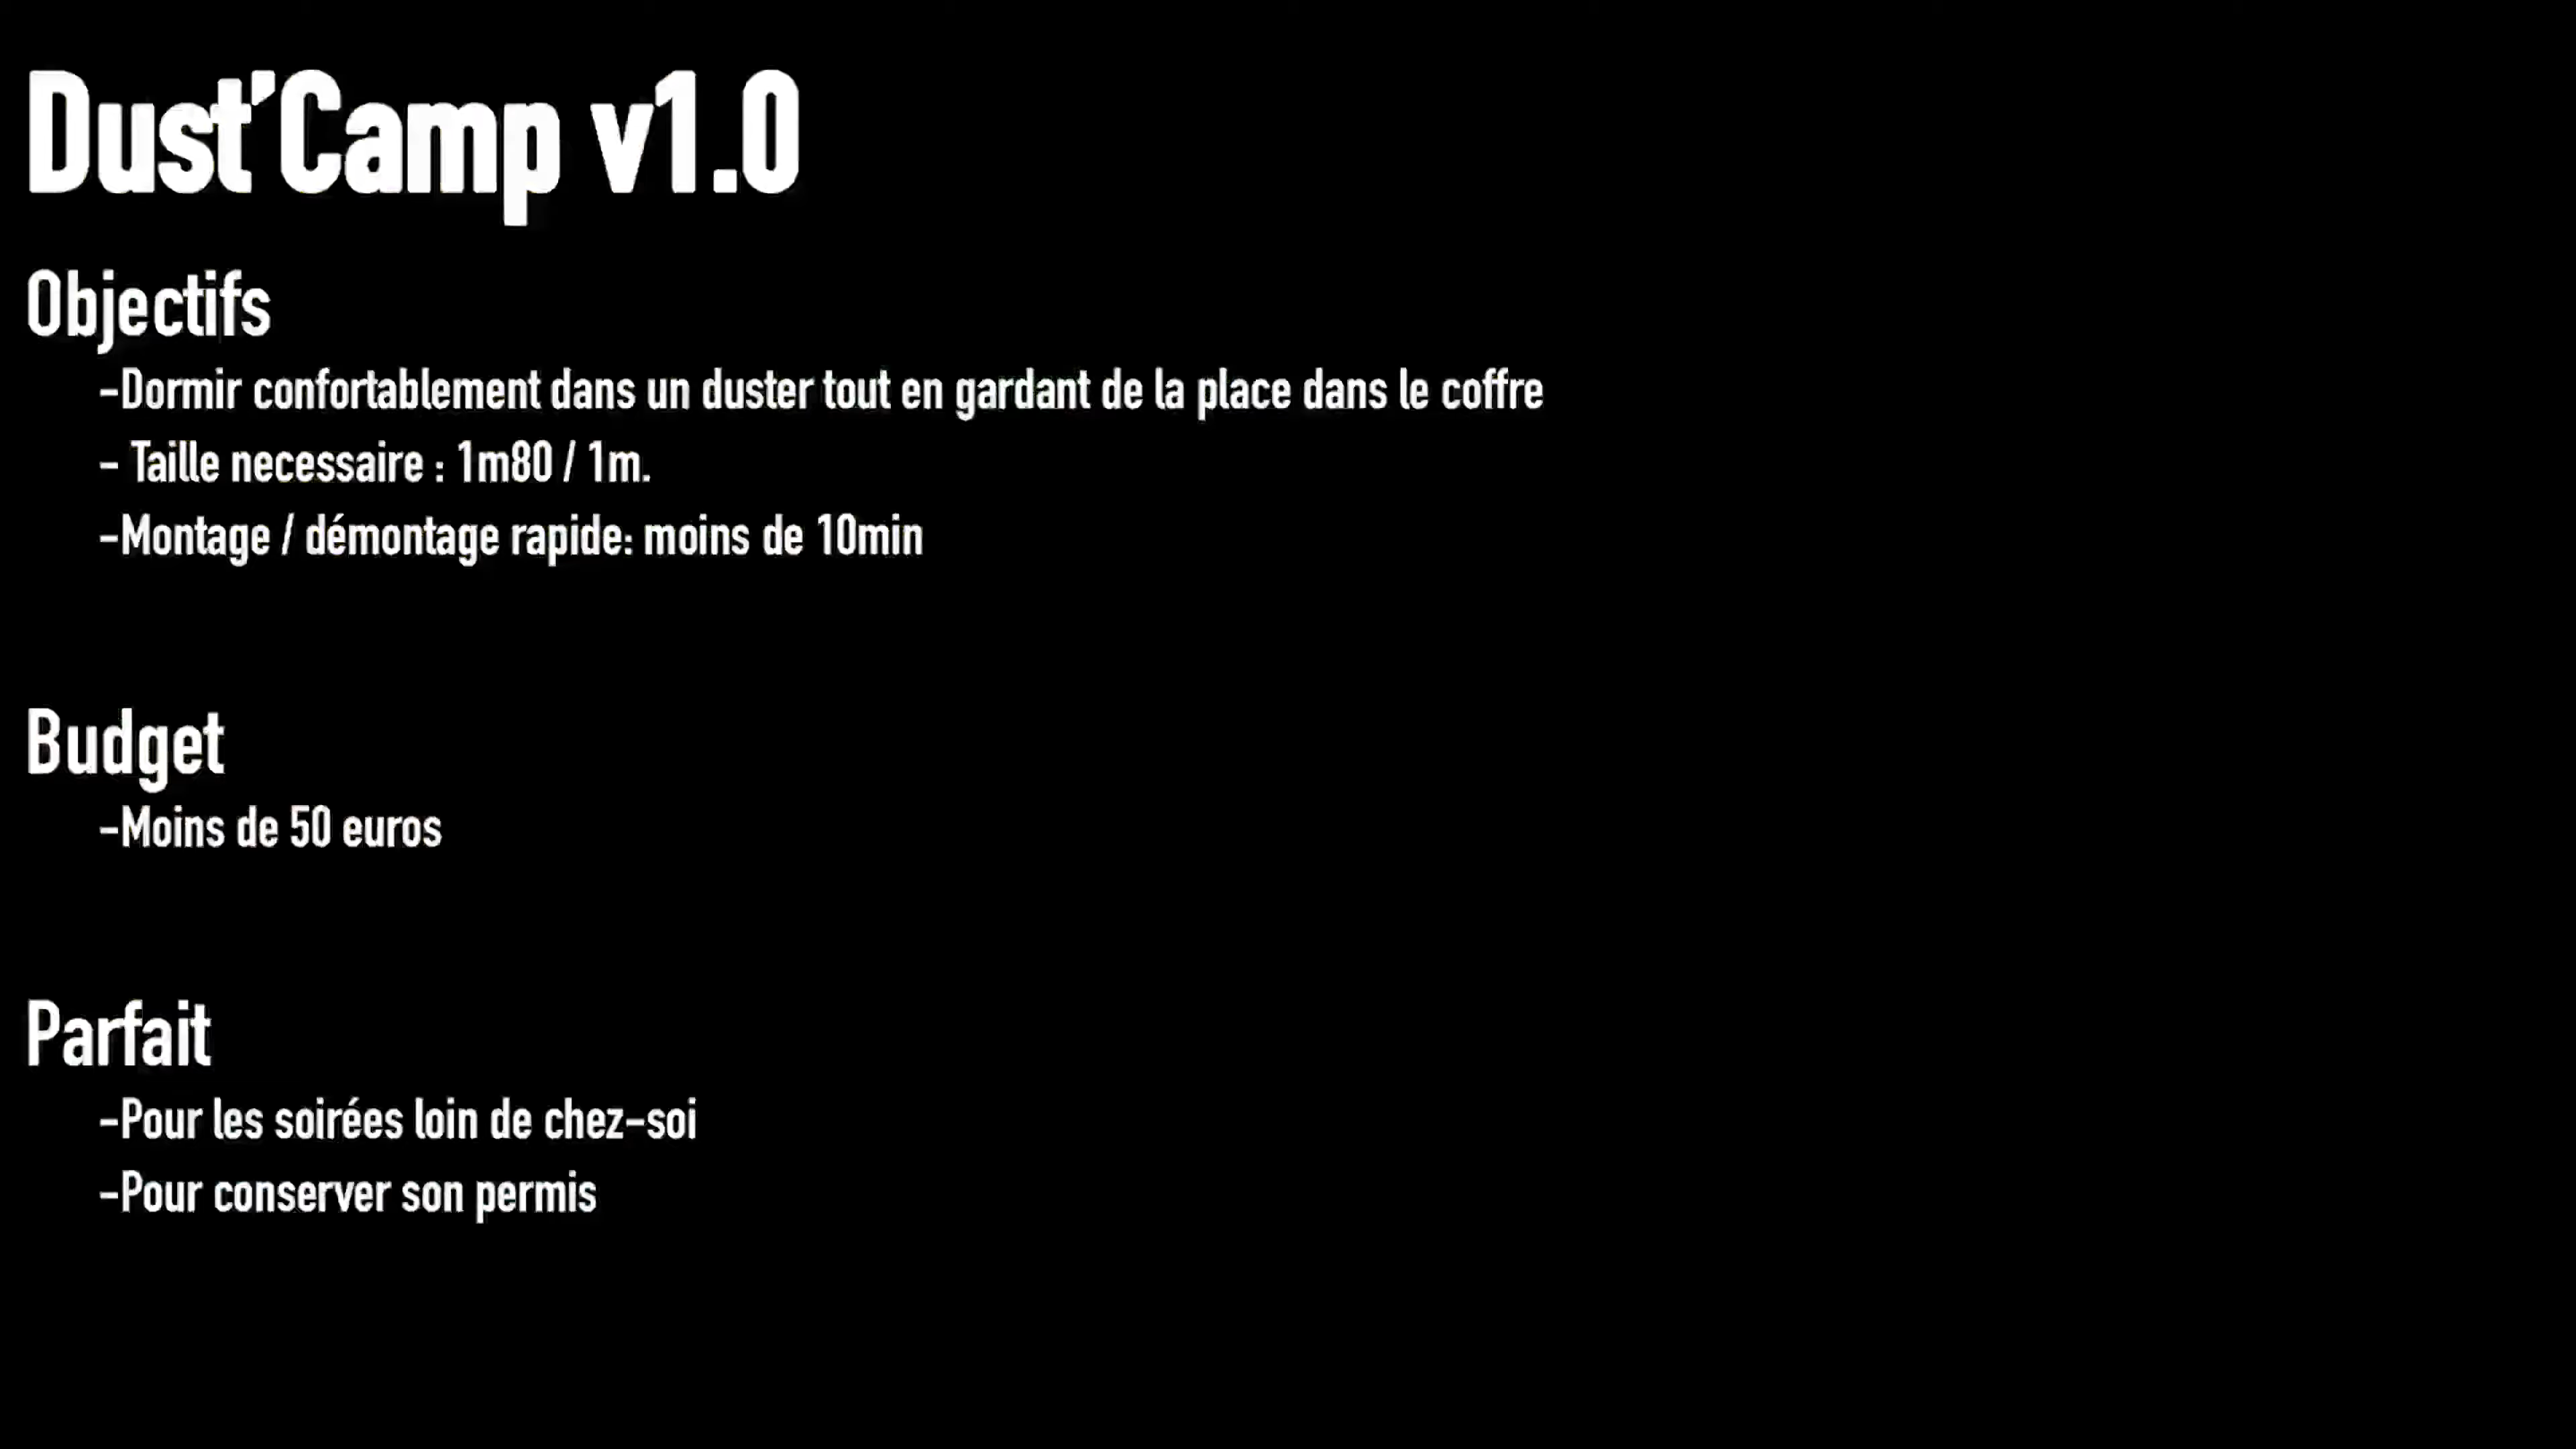 Dust'Camp v1.0
Objectifs
-Dormir confortablement dans un duster tout en gardant de la place dans le coffre
- Taille necessaire : 1m80 / 1m.
-Montage / démontage rapide: moins de 10min
Budget
-Moins de 50 euros
Parfait
-Pour les soirées loin de chez-soi
-Pour conserver son permis